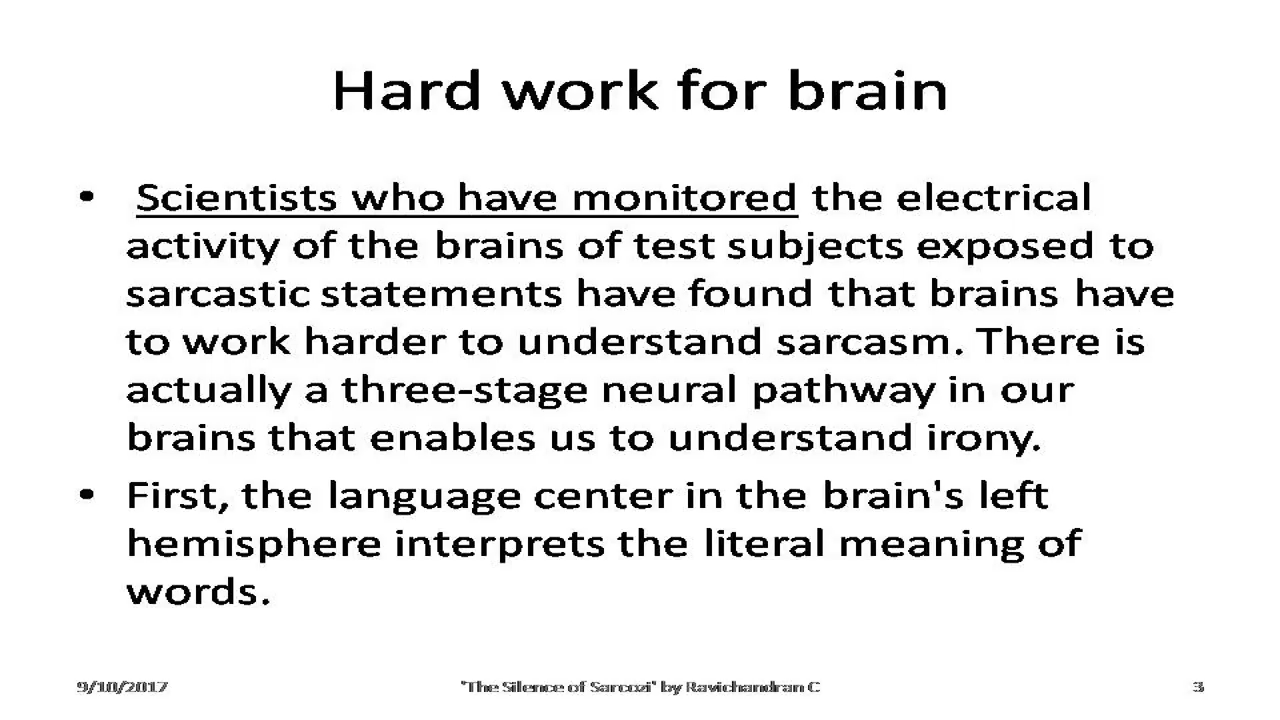 Hard work for brain
• Scientists who have monitored the electrical
activity of the brains of test subjects exposed to
sarcastic statements have found that brains have
to work harder to understand sarcasm. There is
actually a three-stage neural pathway in our
brains that enables us to understand irony.
• First, the language center in the brain's left
hemisphere interprets the literal meaning of
words.
9/10/2017 'The Silence of Sarcozi' by Ravichandran C 3